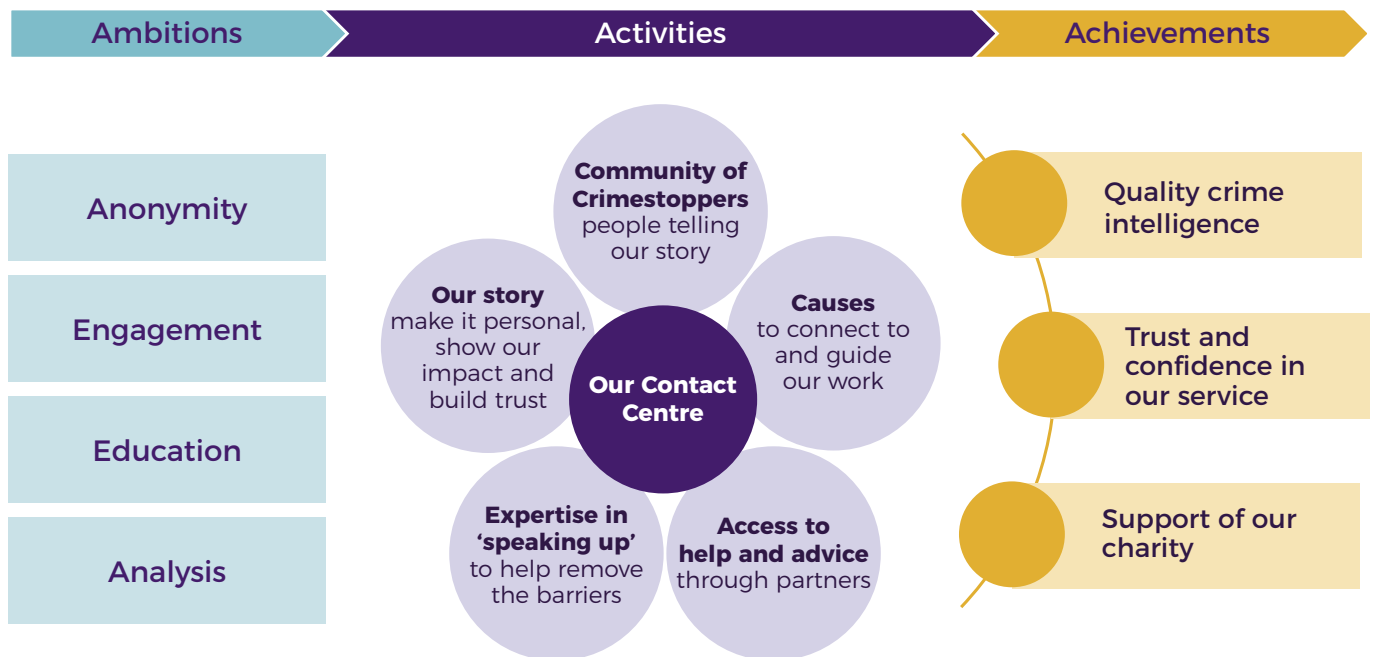 Ambitions
Activities
Achievements
Anonymity
Engagement
Education
Analysis
Community of
Crimestoppers
people telling
our story
Our story
make it personal,
show our
impact and
build trust
Causes
to connect to
and guide
our work
Our Contact
Centre
Expertise in
‘speaking up’
to help remove
the barriers
Access to
help and advice
through partners
Quality crime
intelligence
Trust and
confidence in
our service
Support of our
charity